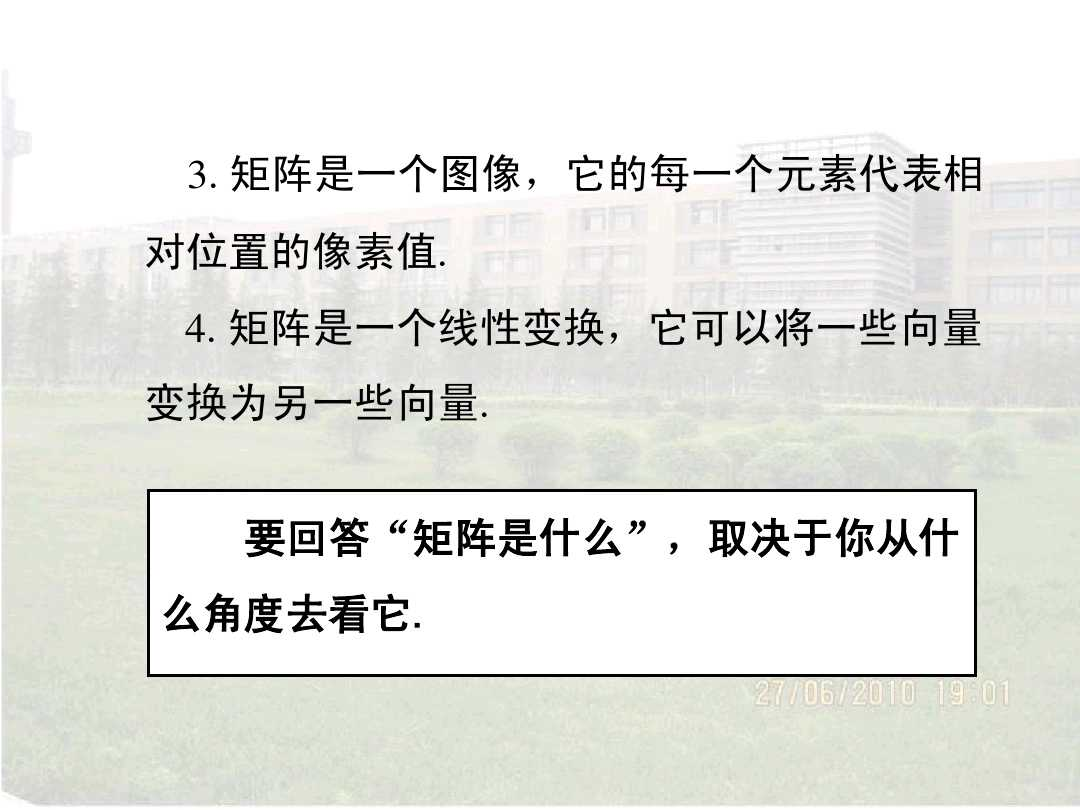 3. 矩阵是一个图像，它的每一个元素代表相
对位置的像素值.
4. 矩阵是一个线性变换，它可以将一些向量
变换为另一些向量.
要回答“矩阵是什么”，取决于你从什
么角度去看它.
27/06/2010 19:01